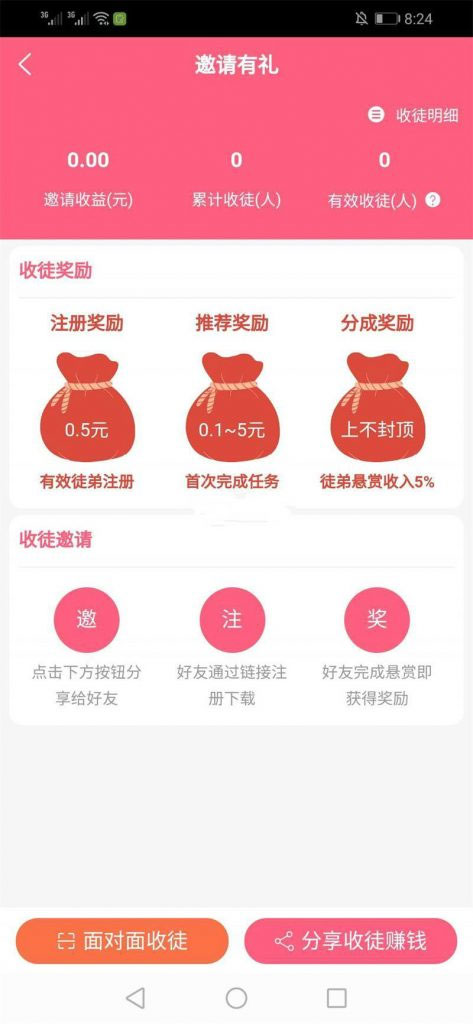 3G 3G 8:24
邀请有礼
收徒明细
0.00 0 0
邀请收益(元) 累计收徒(人) 有效收徒(人) ?
收徒奖励
注册奖励 推荐奖励 分成奖励
0.5元 0.1~5元 上不封顶
有效徒弟注册 首次完成任务 徒弟悬赏收入5%
收徒邀请
邀 注 奖
点击下方按钮分 好友通过链接注 好友完成悬赏即
享给好友 册下载 获得奖励
面对面收徒 分享收徒赚钱